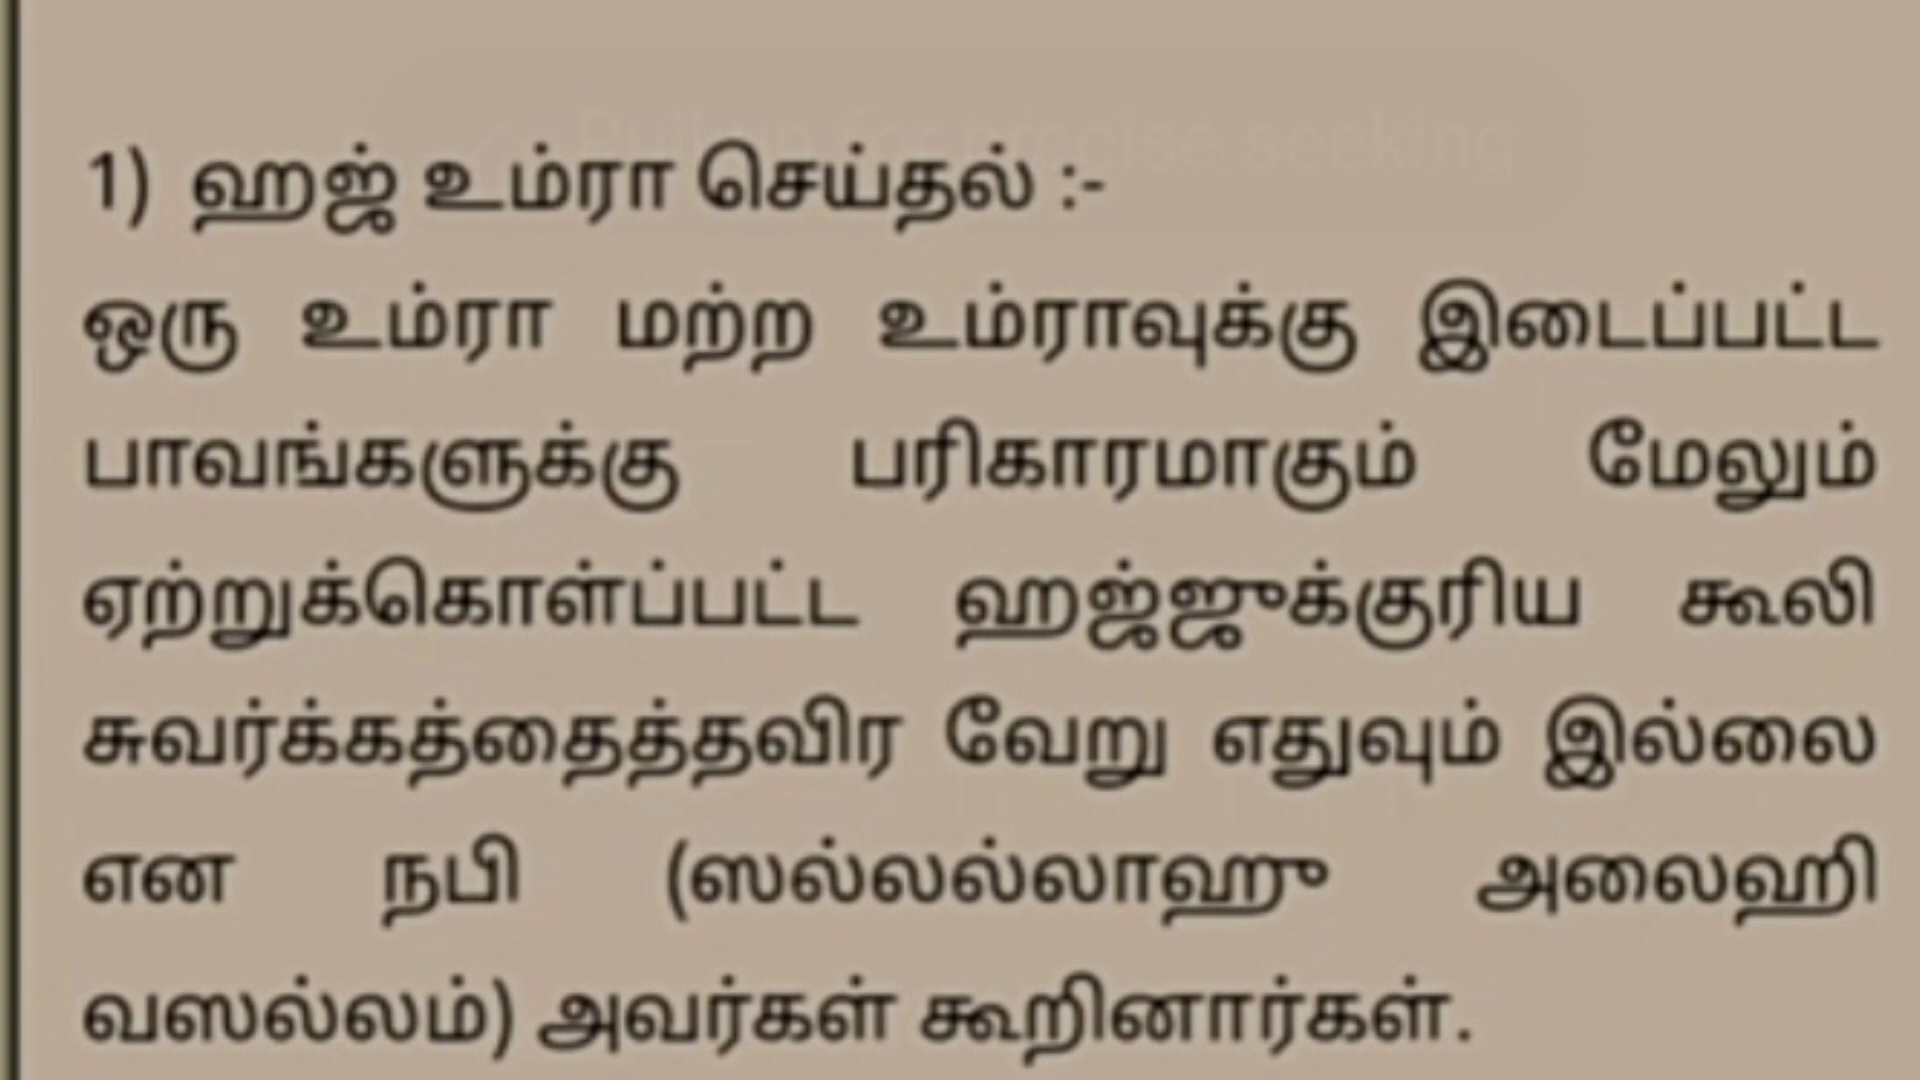 1) ஹஜ் உம்ரா செய்தல் :-
ஒரு உம்ரா மற்ற உம்ராவுக்கு இடைப்பட்ட
பாவங்களுக்கு பரிகாரமாகும் மேலும்
ஏற்றுக்கொள்ப்பட்ட ஹஜ்ஜுக்குரிய கூலி
சுவர்க்கத்தைத்தவிர வேறு எதுவும் இல்லை
என நபி (ஸல்லல்லாஹு அலைஹி
வஸல்லம்) அவர்கள் கூறினார்கள்.